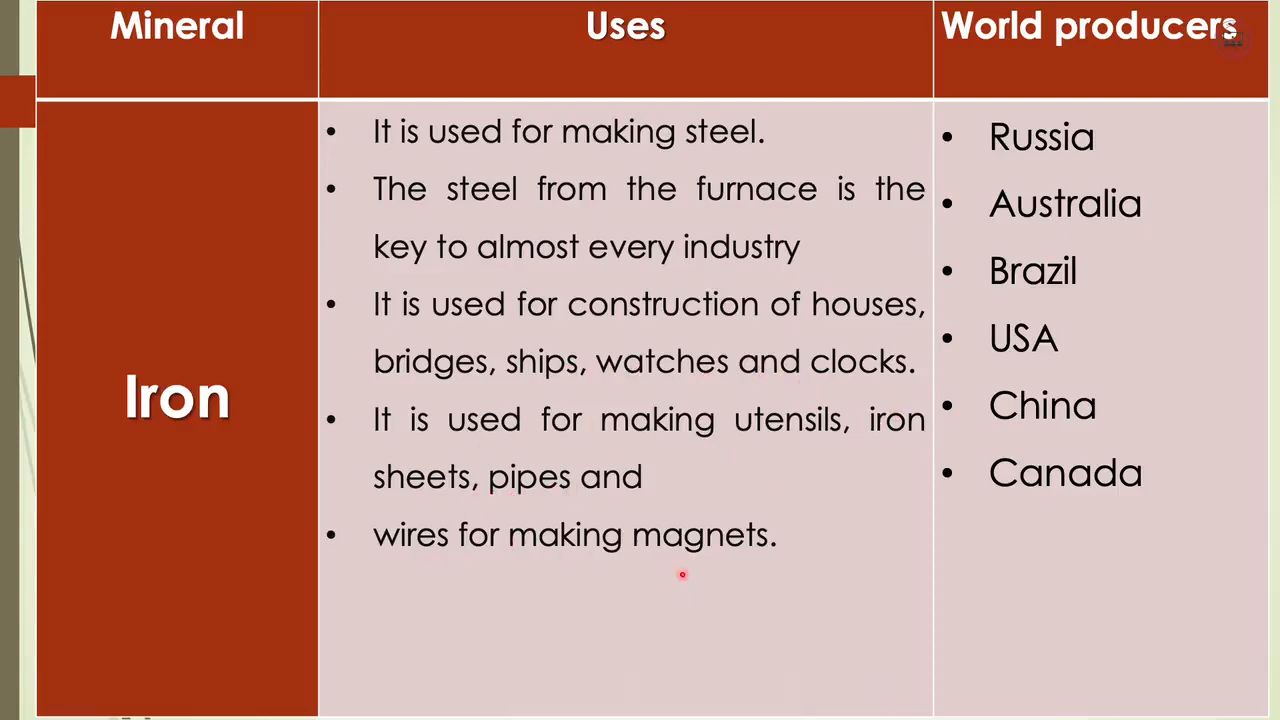 Mineral
Uses
World producers
Iron
• It is used for making steel.
• The steel from the furnace is the
key to almost every industry
• It is used for construction of houses,
bridges, ships, watches and clocks.
• It is used for making utensils, iron
sheets, pipes and
• wires for making magnets.
• Russia
• Australia
• Brazil
• USA
• China
• Canada